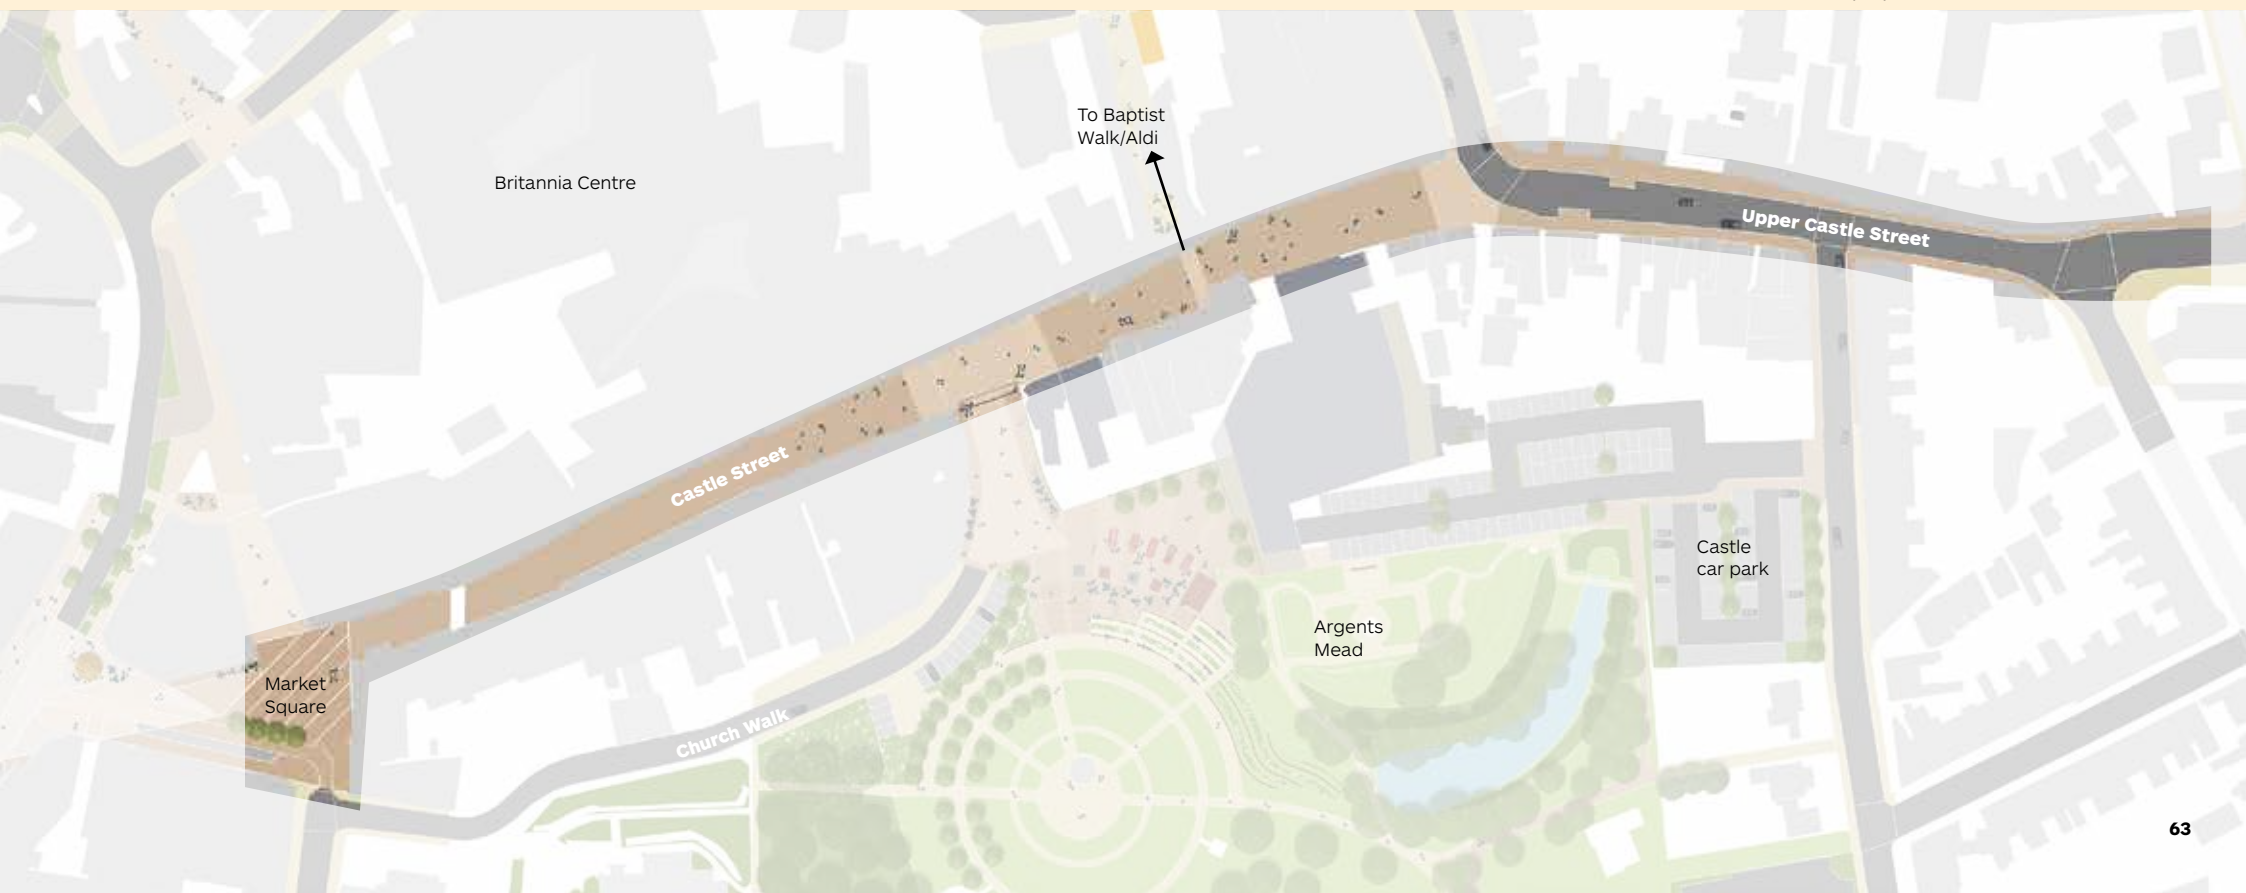 To Baptist
Walk/Aldi
Britannia Centre
Upper Castle Street
Castle Street
Castle
car park
Argents
Mead
Market
Square
Church Walk
63